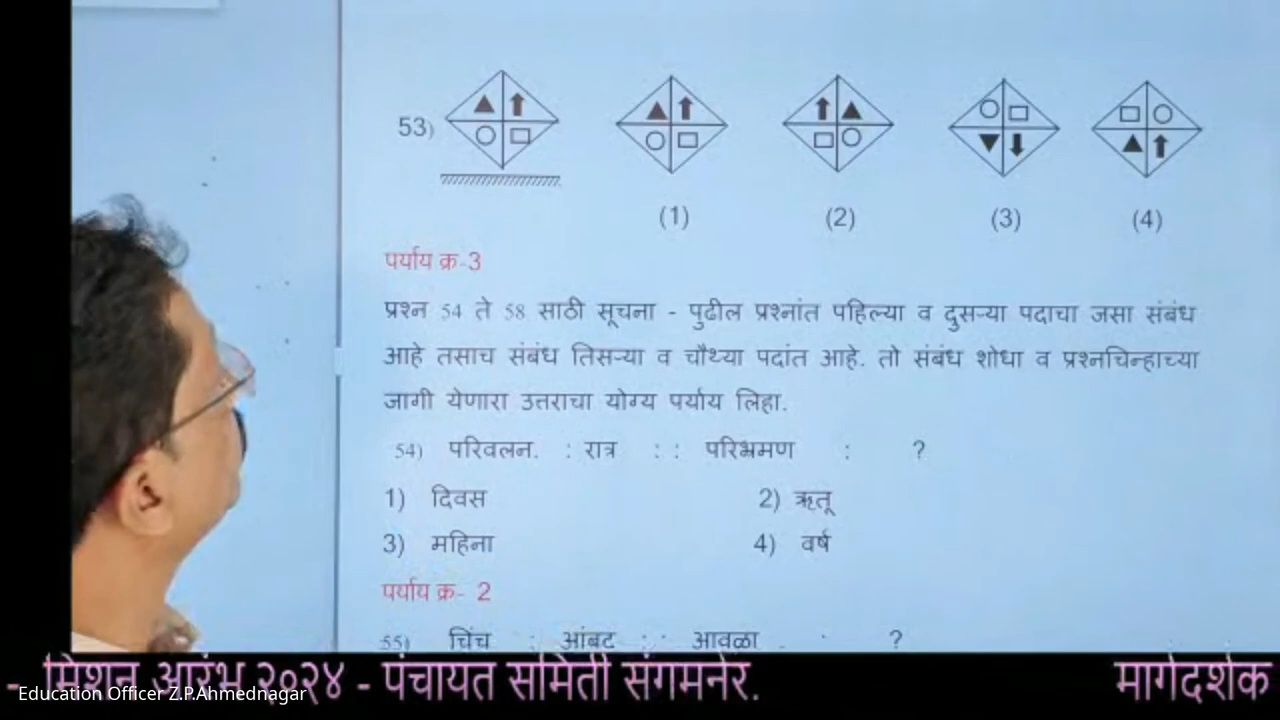 53)
(1) (2) (3) (4)
पर्याय क्र-3
प्रश्न 54 ते 58 साठी सूचना - पुढील प्रश्नांत पहिल्या व दुसऱ्या पदाचा जसा संबंध
आहे तसाच संबंध तिसऱ्या व चौथ्या पदांत आहे. तो संबंध शोधा व प्रश्नचिन्हाच्या
जागी येणारा उत्तराचा योग्य पर्याय लिहा.
54) परिवलन. : रात्र : : परिभ्रमण : ?
1) दिवस 2) ऋतू
3) महिना 4) वर्ष
पर्याय क्र- 2
55) चिंच : आंबट : : आवळा : ?
- मिशन आरंभ २०२४ - पंचायत समिती संगमनेर. मार्गदर्शक
Education Officer Z.P.Ahmednagar